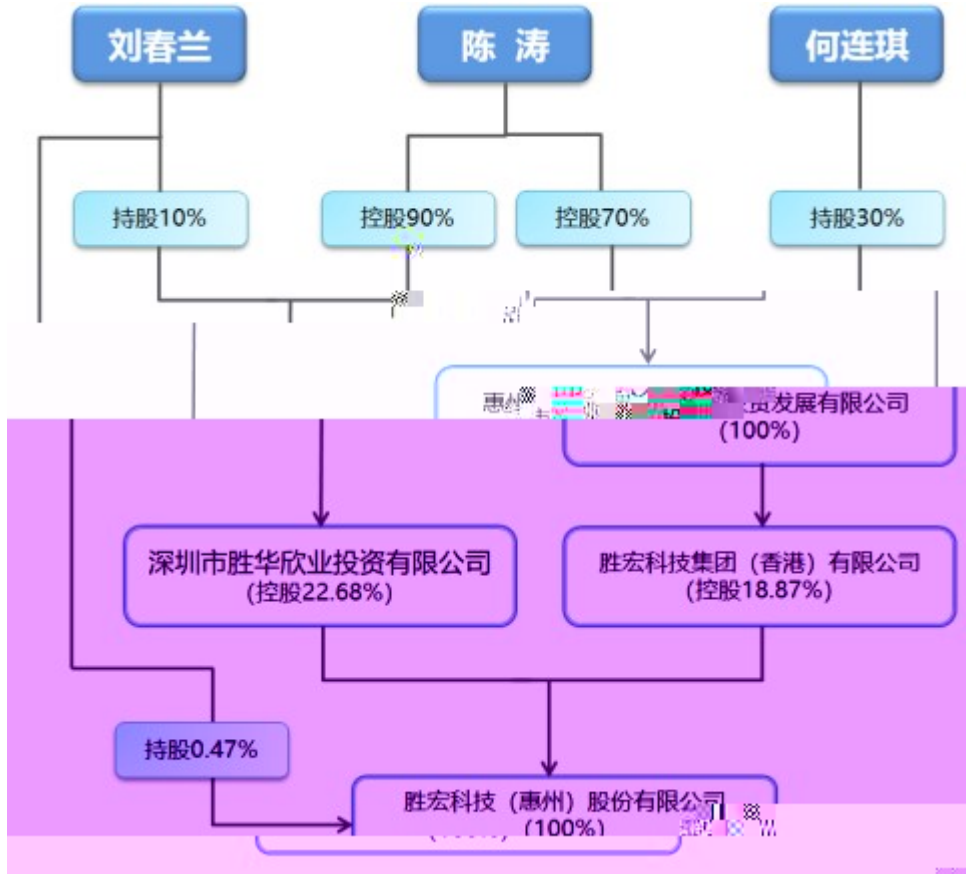 刘春兰
陈 涛
何连琪
持股10%
控股90%
控股70%
持股30%
惠州
发展有限公司
(100%)
深圳市胜华欣业投资有限公司
(控股22.68%)
胜宏科技集团（香港）有限公司
(控股18.87%)
持股0.47%
胜宏科技（惠州）股份有限公司
(100%)